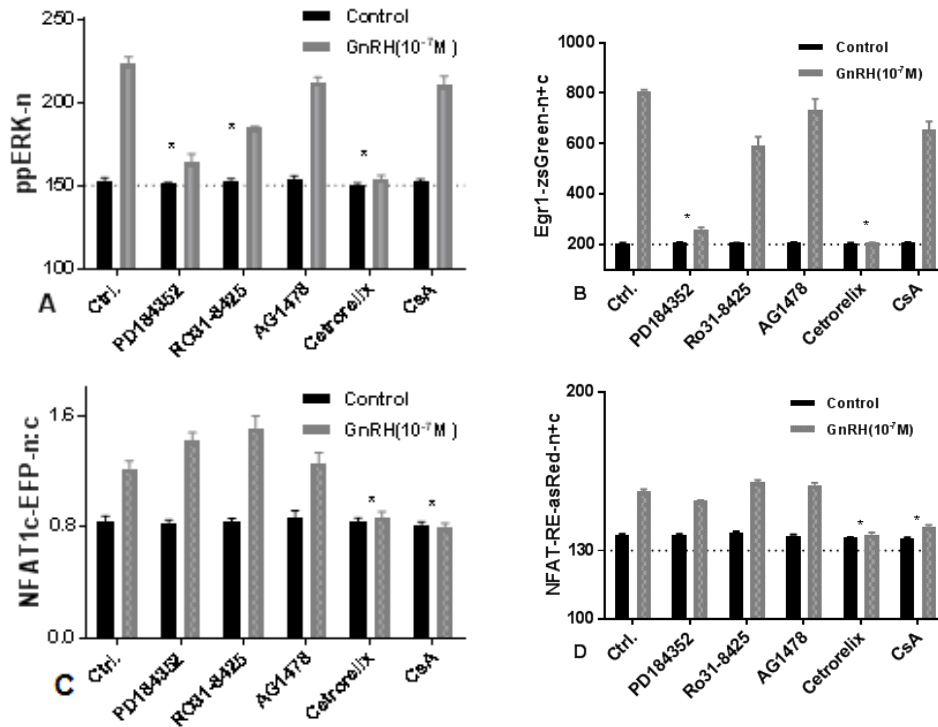 250
200
150
100
ppERK-n
Control
GnRH(10⁻⁷M)
*
*
*
Ctrl.
PD184352
RO31-8425
AG1478
Cetrorelix
CsA
A
1000
800
600
400
200
Egr1-zsGreen-n+c
Control
GnRH(10⁻⁷M)
*
*
Ctrl.
PD184352
Ro31-8425
AG1478
Cetrorelix
CsA
B
1.6
0.8
0.0
NFAT1c-EFP-n:c
Control
GnRH(10⁻⁷M)
*
*
Ctrl.
PD184352
RO31-8425
AG1478
Cetrorelix
CsA
C
200
130
100
NFAT-RE-asRed-n+c
Control
GnRH(10⁻⁷M)
*
*
Ctrl.
PD184352
Ro31-8425
AG1478
Cetrorelix
CsA
D